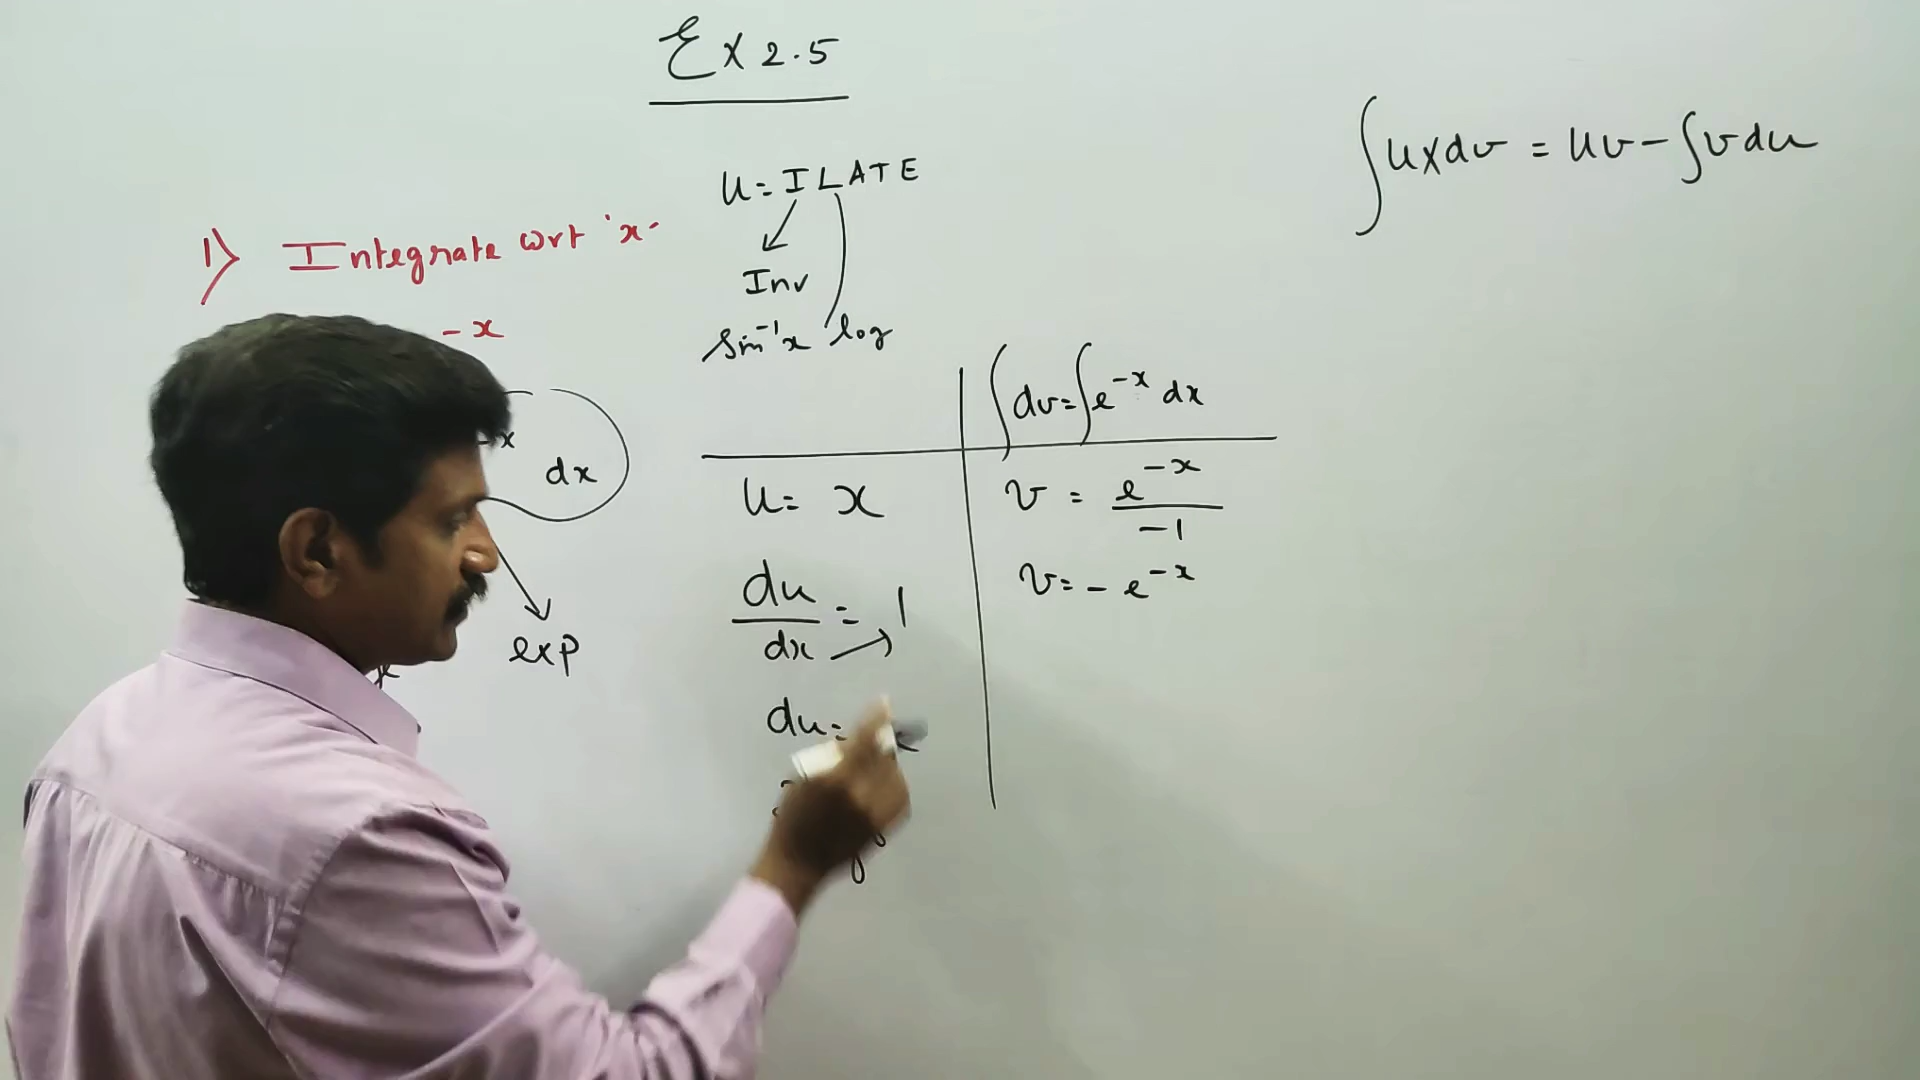 Ex 2.5
∫ u x dv = uv - ∫ v du
u = ILATE
1) Integrate wrt 'x'
Inv
sin⁻¹x log
-x
∫ dv = ∫ e^-x dx
-x dx
u = x
v = e^-x / -1
du/dx = 1
v = - e^-x
exp
du =